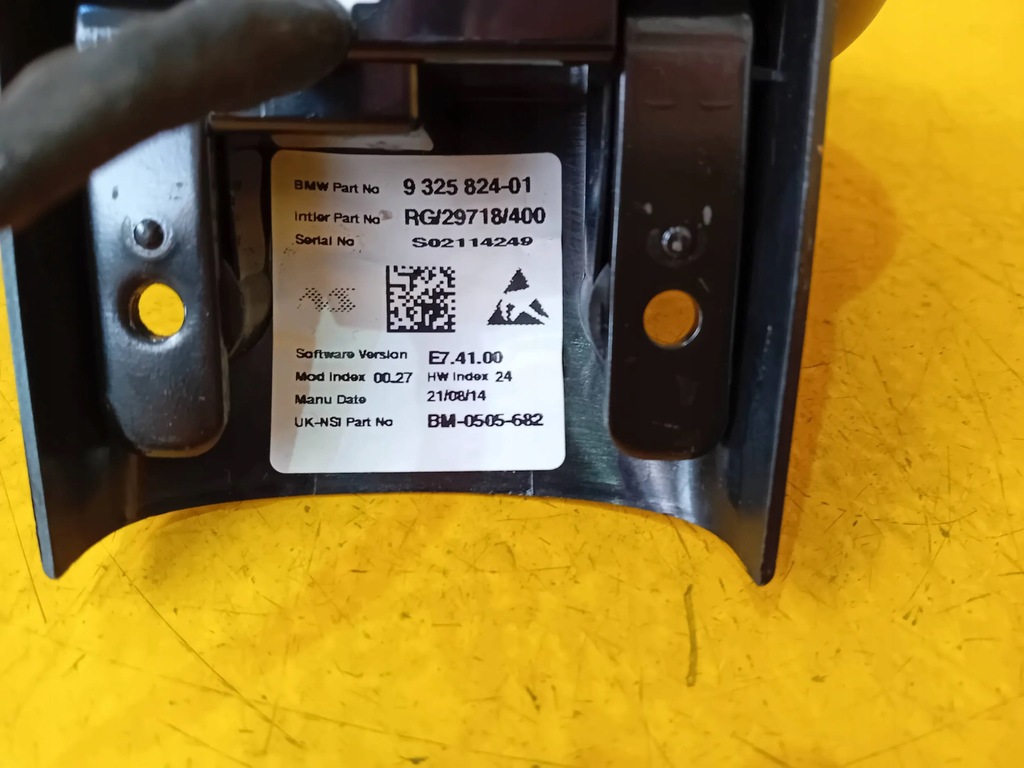 BMW Part No 9 325 824-01
Intier Part No RG/29718/400
Serial No S02114249
Software Version E7.41.00
Mod Index 00.27 HW Index 24
Manu Date 21/08/14
UK-NSI Part No BM-0505-682